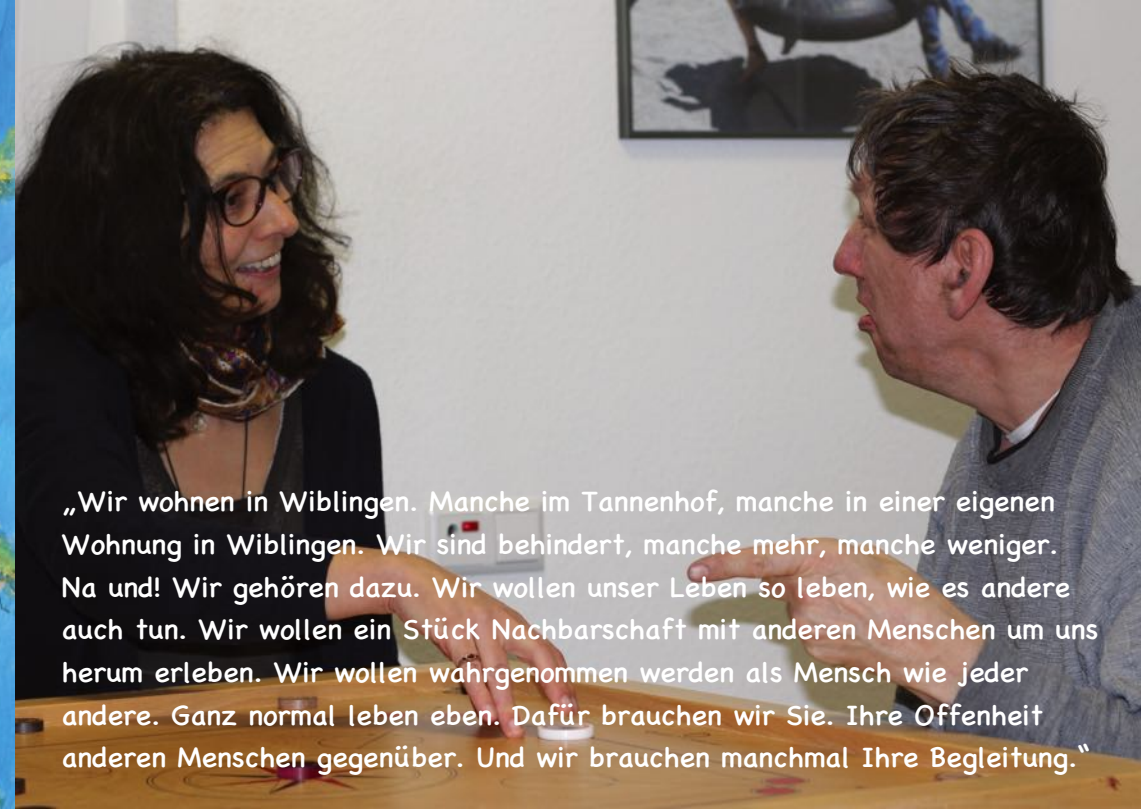 „Wir wohnen in Wiblingen. Manche im Tannenhof, manche in einer eigenen
Wohnung in Wiblingen. Wir sind behindert, manche mehr, manche weniger.
Na und! Wir gehören dazu. Wir wollen unser Leben so leben, wie es andere
auch tun. Wir wollen ein Stück Nachbarschaft mit anderen Menschen um uns
herum erleben. Wir wollen wahrgenommen werden als Mensch wie jeder
andere. Ganz normal leben eben. Dafür brauchen wir Sie. Ihre Offenheit
anderen Menschen gegenüber. Und wir brauchen manchmal Ihre Begleitung.“